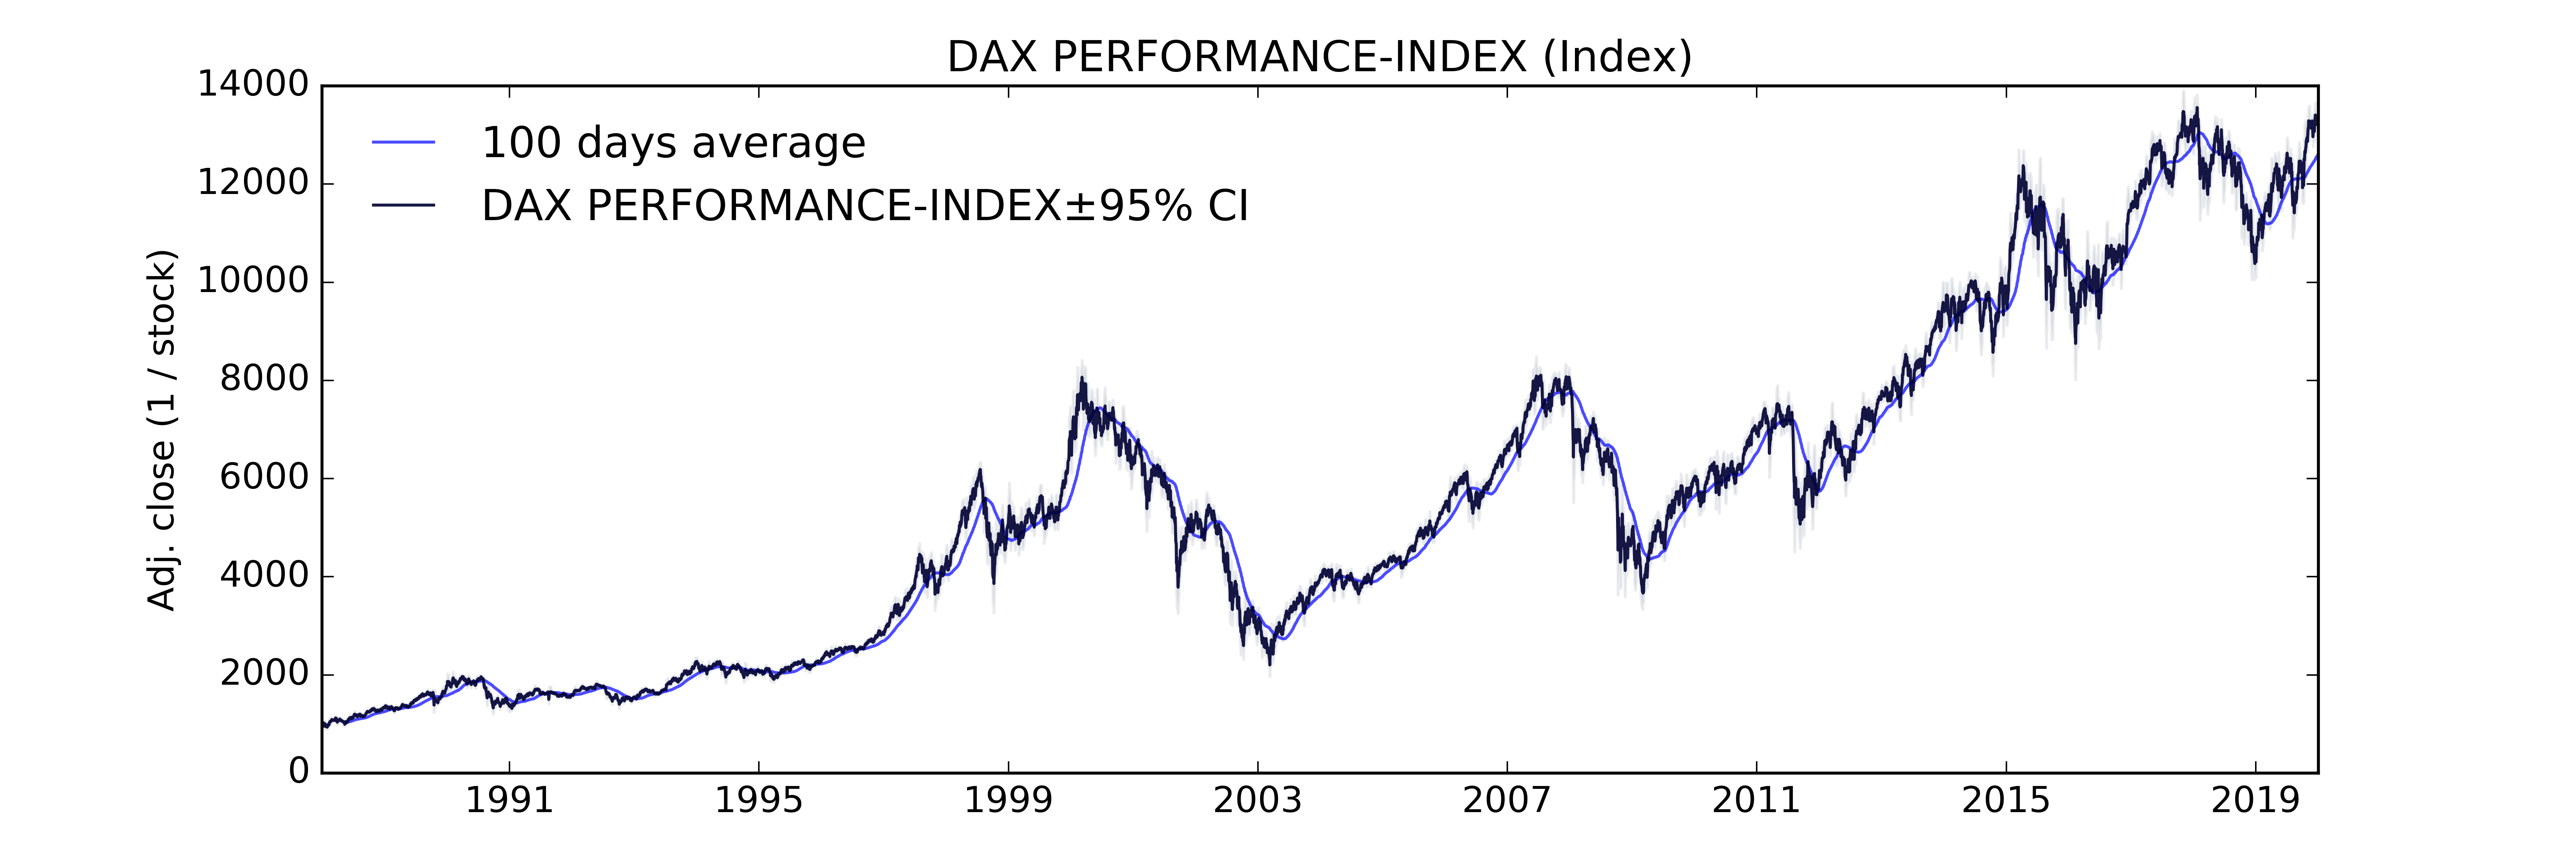 DAX PERFORMANCE-INDEX (Index)
14000
12000
10000
8000
6000
4000
2000
0
Adj. close (1 / stock)
100 days average
DAX PERFORMANCE-INDEX±95% CI
1991 1995 1999 2003 2007 2011 2015 2019